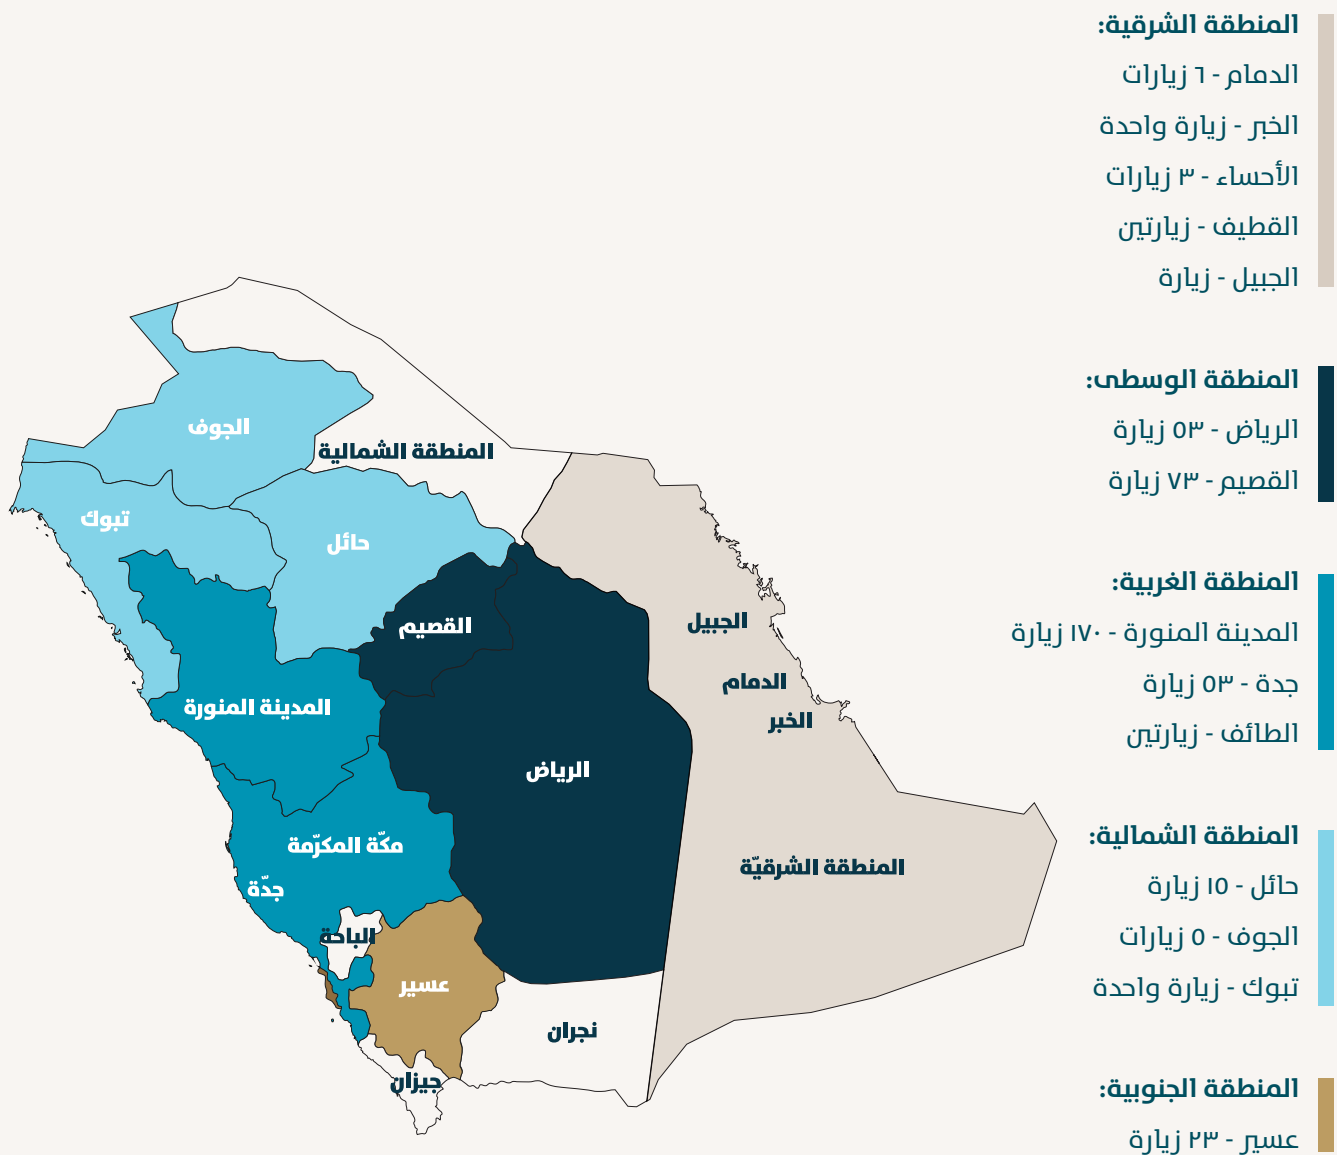 المنطقة الشرقية:
الدمام - ٦ زيارات
الخبر - زيارة واحدة
الأحساء - ٣ زيارات
القطيف - زيارتين
الجبيل - زيارة
المنطقة الوسطى:
الرياض - ٥٣ زيارة
القصيم - ٧٣ زيارة
المنطقة الغربية:
المدينة المنورة - ١٧٠ زيارة
جدة - ٥٣ زيارة
الطائف - زيارتين
المنطقة الشمالية:
حائل - ١٥ زيارة
الجوف - ٥ زيارات
تبوك - زيارة واحدة
المنطقة الجنوبية:
عسير - ٢٣ زيارة
الجوف
المنطقة الشمالية
تبوك
حائل
القصيم
الجبيل
الدمام
المدينة المنورة
الخبر
الرياض
مكّة المكرّمة
المنطقة الشرقيّة
جدّة
الباحة
عسير
نجران
جيزان